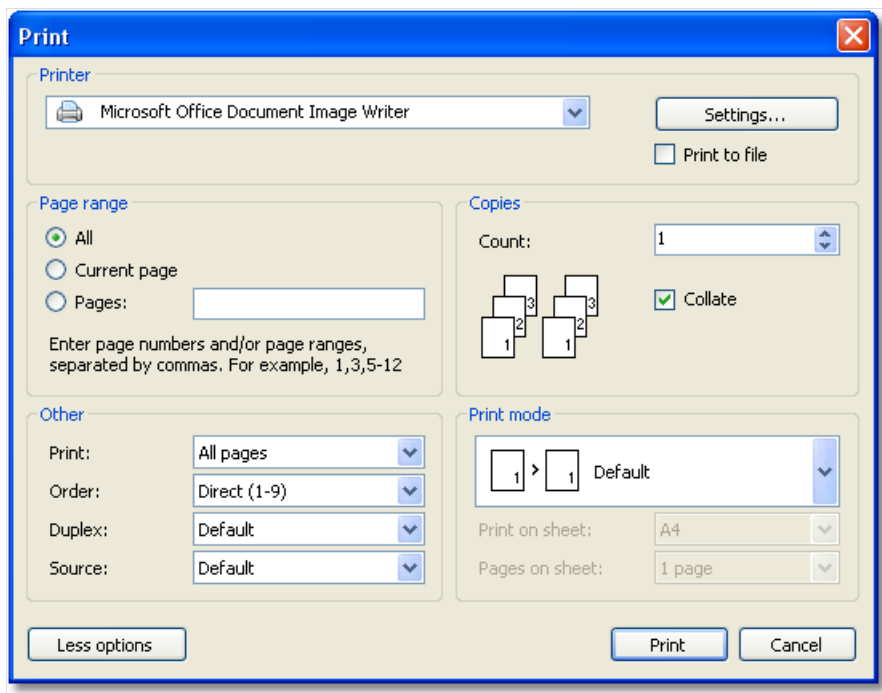 Print
Printer
Microsoft Office Document Image Writer
Settings...
Print to file
Page range
All
Current page
Pages:
Enter page numbers and/or page ranges,
separated by commas. For example, 1,3,5-12
Copies
Count: 1
3 3
2 2
1 1
Collate
Other
Print: All pages
Order: Direct (1-9)
Duplex: Default
Source: Default
Print mode
1 > 1 Default
Print on sheet: A4
Pages on sheet: 1 page
Less options
Print
Cancel